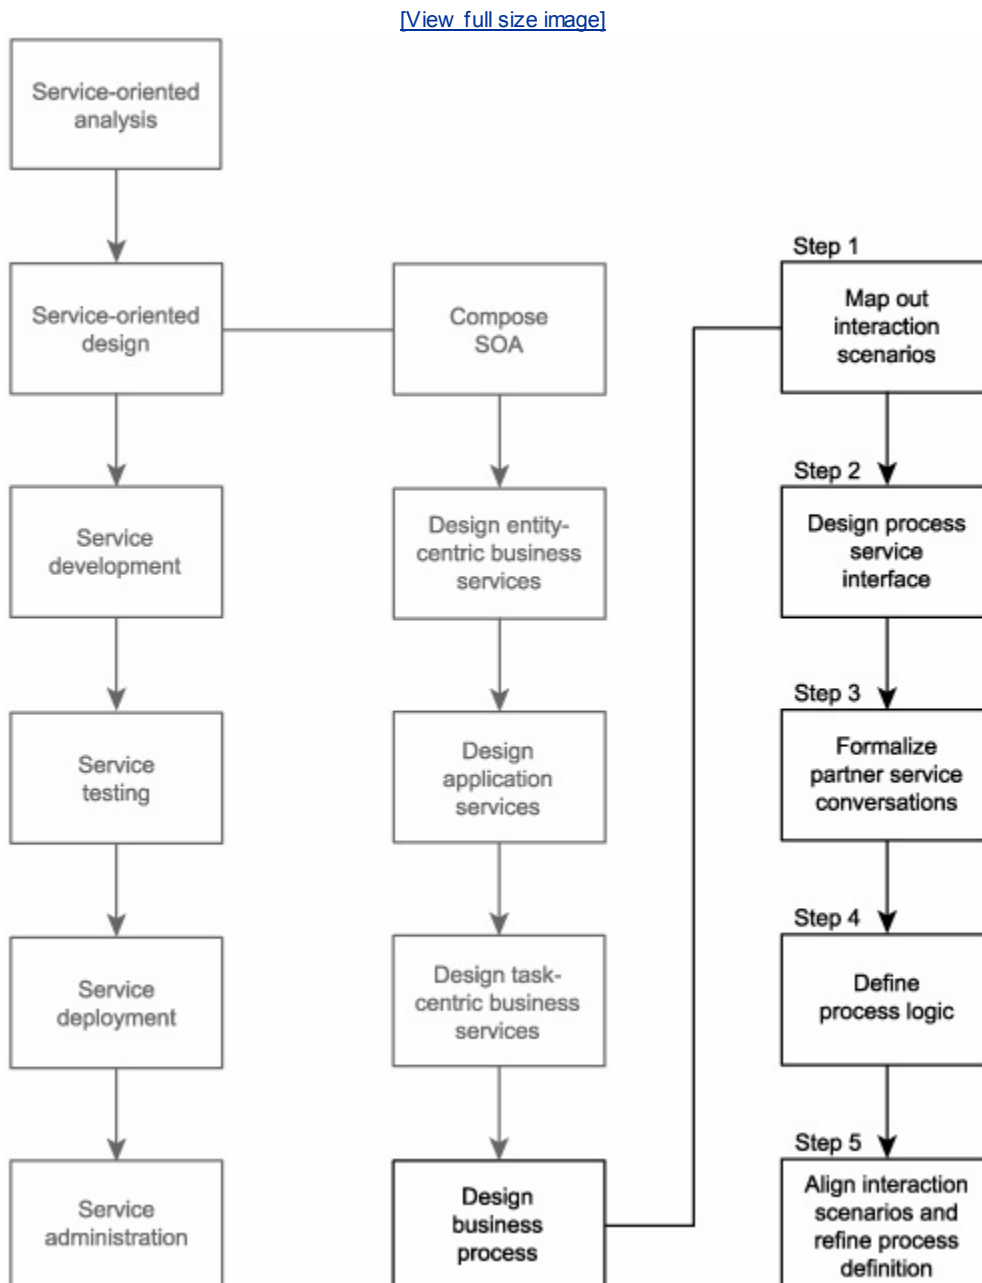 [View full size image]
Service-oriented
analysis
Service-oriented
design
Service
development
Service
testing
Service
deployment
Service
administration
Compose
SOA
Design entity-
centric business
services
Design
application
services
Design task-
centric business
services
Design
business
process
Step 1
Map out
interaction
scenarios
Step 2
Design process
service
interface
Step 3
Formalize
partner service
conversations
Step 4
Define
process logic
Step 5
Align interaction
scenarios and
refine process
definition